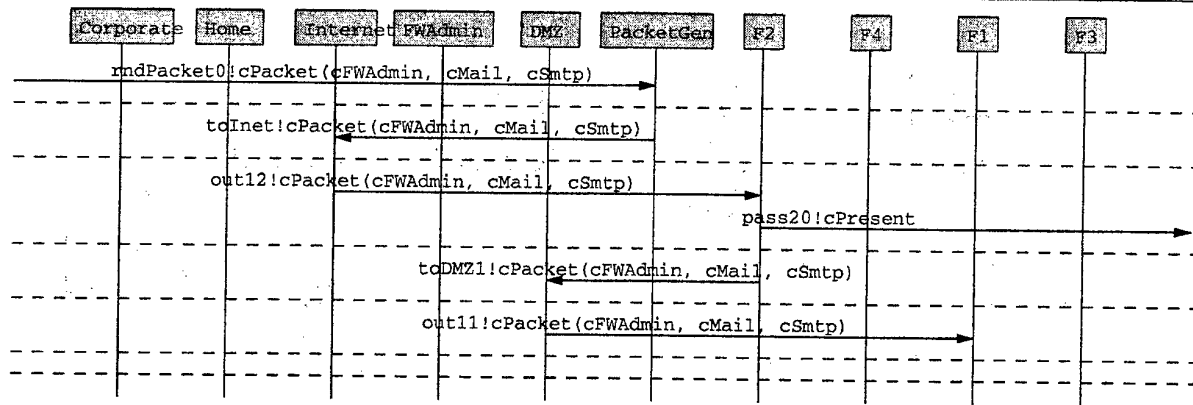 Corporate Home Internet FWAdmin DMZ PacketGen F2 F4 F1 F3
rndPacket0!cPacket(cFWAdmin, cMail, cSmtp)
toInet!cPacket(cFWAdmin, cMail, cSmtp)
out12!cPacket(cFWAdmin, cMail, cSmtp)
pass20!cPresent
toDMZ1!cPacket(cFWAdmin, cMail, cSmtp)
out11!cPacket(cFWAdmin, cMail, cSmtp)